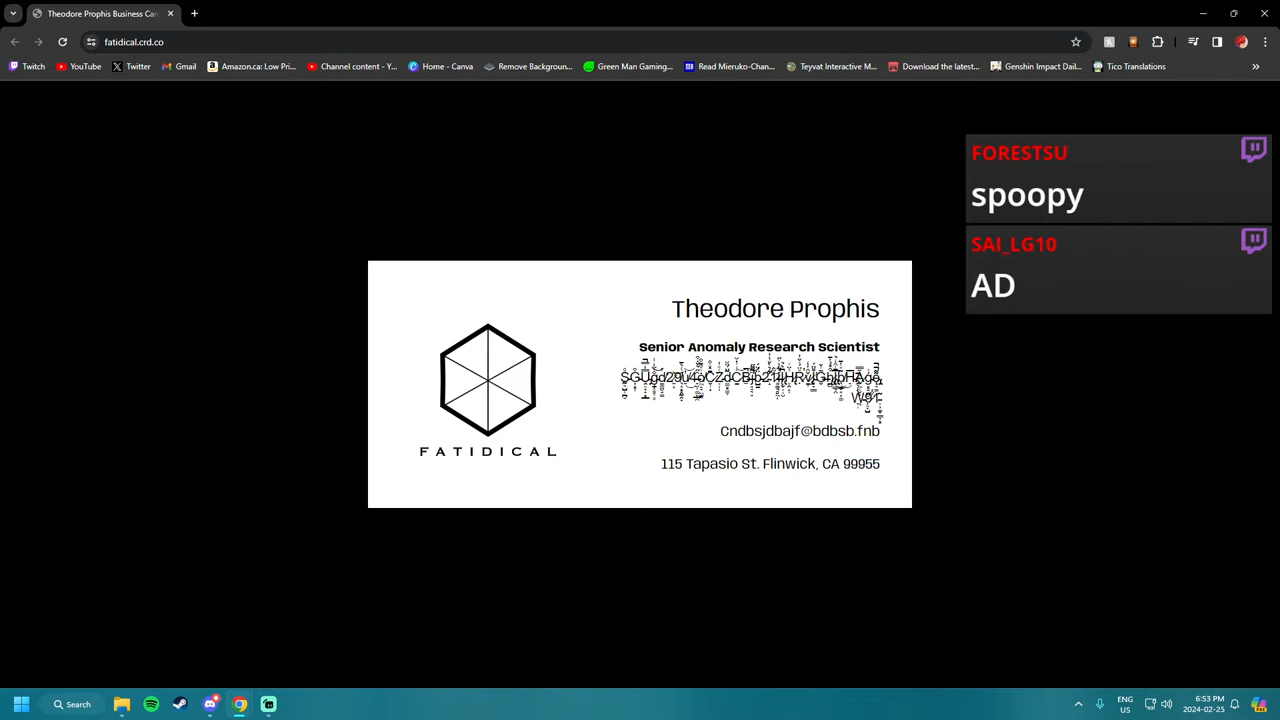 Theodore Prophis Business Car
fatidical.crd.co
Twitch
YouTube
Twitter
Gmail
Amazon.ca: Low Pri...
Channel content - Y...
Home - Canva
Remove Backgroun...
Green Man Gaming...
Read Mieruko-Chan...
Teyvat Interactive M...
Download the latest...
Genshin Impact Dail...
Tico Translations
FORESTSU
spoopy
SAI_LG10
AD
Theodore Prophis
Senior Anomaly Research Scientist
Cndbsjdbajf@bdbsb.fnb
115 Tapasio St. Flinwick, CA 99955
FATIDICAL
Search
ENG
US
6:53 PM
2024-02-25